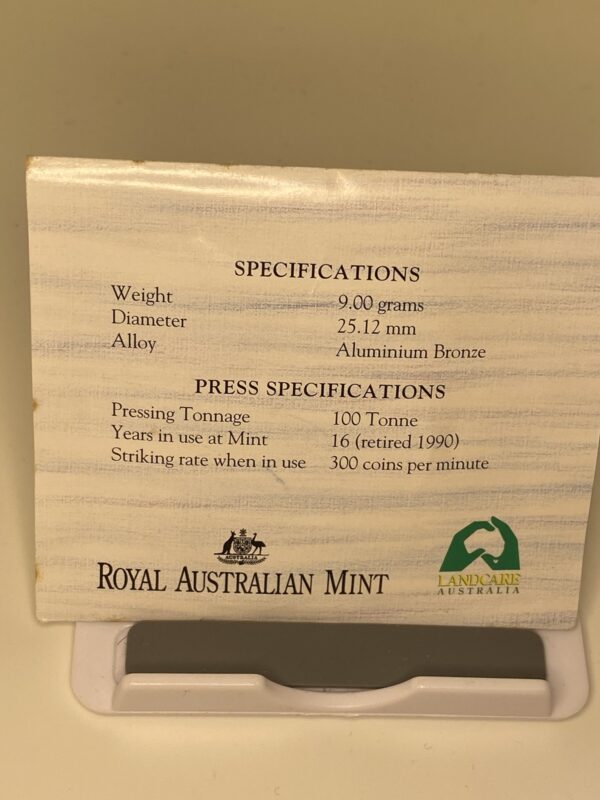 SPECIFICATIONS
Weight 9.00 grams
Diameter 25.12 mm
Alloy Aluminium Bronze
PRESS SPECIFICATIONS
Pressing Tonnage 100 Tonne
Years in use at Mint 16 (retired 1990)
Striking rate when in use 300 coins per minute
AUSTRALIA
ROYAL AUSTRALIAN MINT
LANDCARE
AUSTRALIA